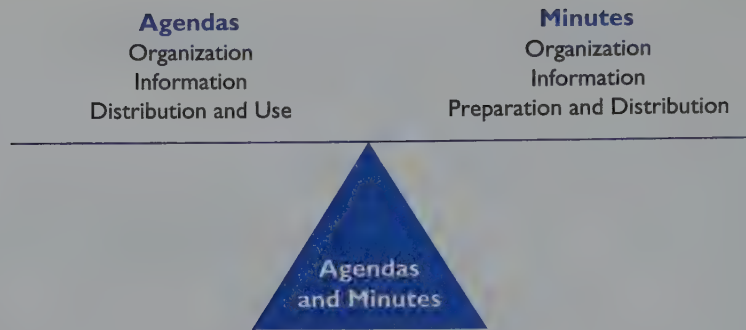 Agendas
Organization
Information
Distribution and Use
Minutes
Organization
Information
Preparation and Distribution
Agendas
and Minutes